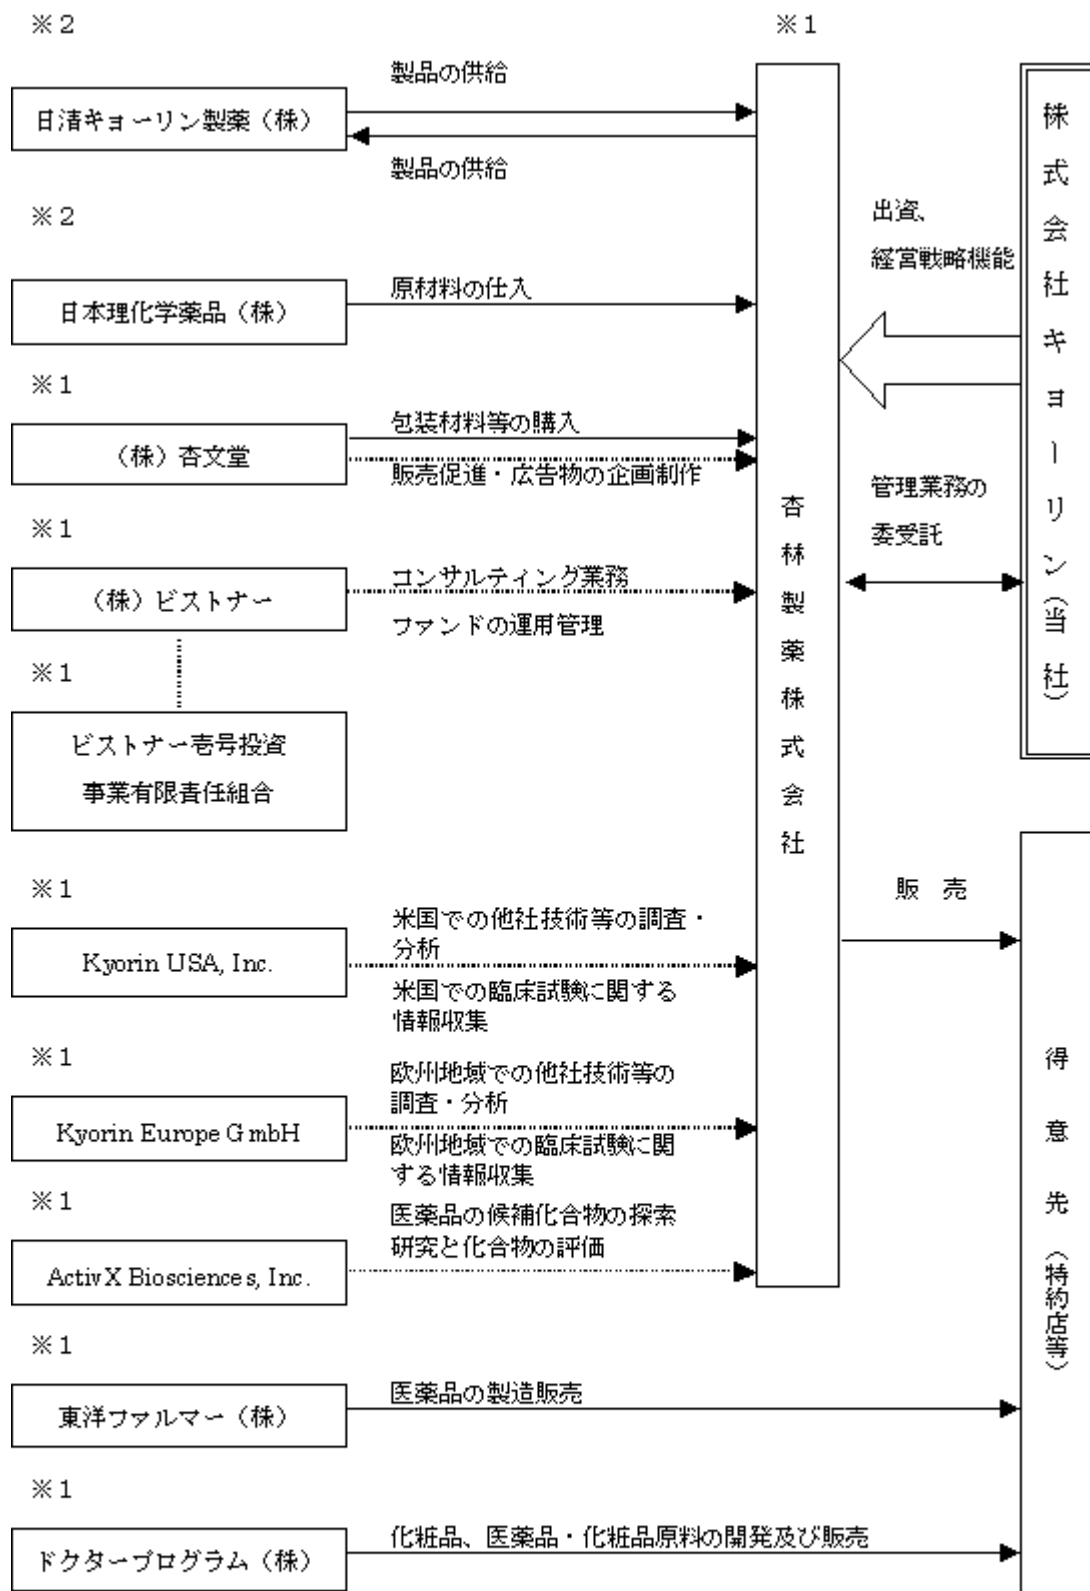 ※2
※1
製品の供給
日清キョーリン製薬（株）
製品の供給
※2
日本理化学薬品（株）
原材料の仕入
※1
（株）杏文堂
包装材料等の購入
販売促進・広告物の企画制作
※1
（株）ビストナー
コンサルティング業務
ファンドの運用管理
※1
ビストナー壱号投資
事業有限責任組合
※1
Kyorin USA, Inc.
米国での他社技術等の調査・
分析
米国での臨床試験に関する
情報収集
※1
Kyorin Europe GmbH
欧州地域での他社技術等の
調査・分析
欧州地域での臨床試験に関
する情報収集
※1
ActivX Biosciences, Inc.
医薬品の候補化合物の探索
研究と化合物の評価
※1
東洋ファルマー（株）
医薬品の製造販売
※1
ドクタープログラム（株）
化粧品、医薬品・化粧品原料の開発及び販売
杏林製薬株式会社
出資、
経営戦略機能
管理業務の
委受託
株式会社キョーリン（当社）
販　売
得意先（特約店等）